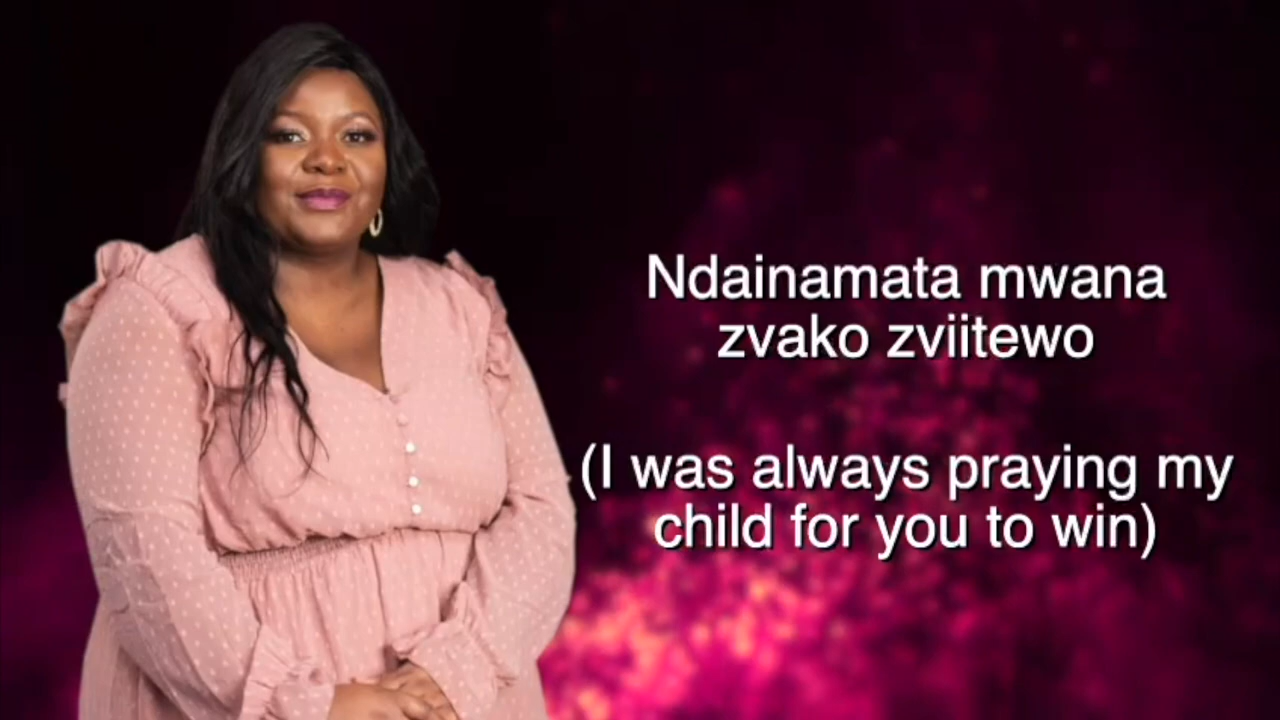 Ndainamata mwana
zvako zviitewo
(I was always praying my
child for you to win)